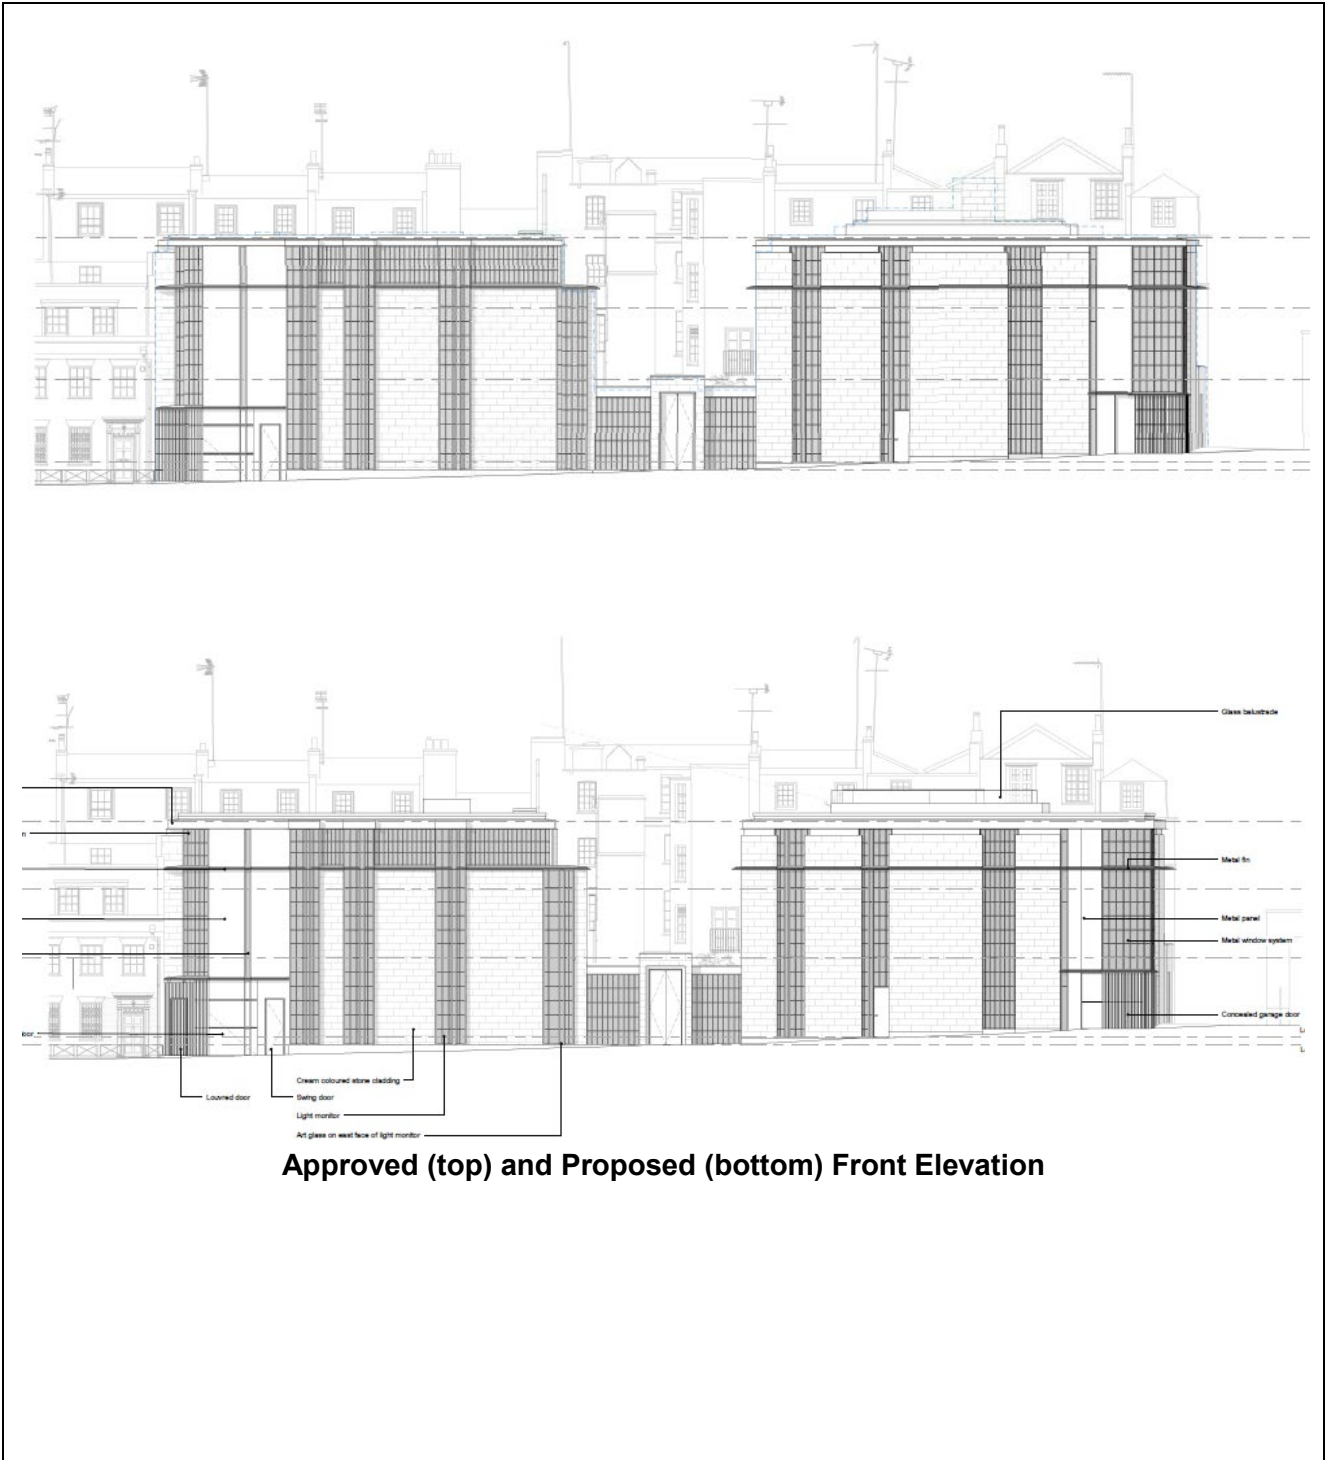 Glass balustrade
n
Metal fin
Metal panel
Metal window system
Concealed garage door
Cream coloured stone cladding
Louvred door
Swing door
Light monitor
Art glass on east face of light monitor
Approved (top) and Proposed (bottom) Front Elevation